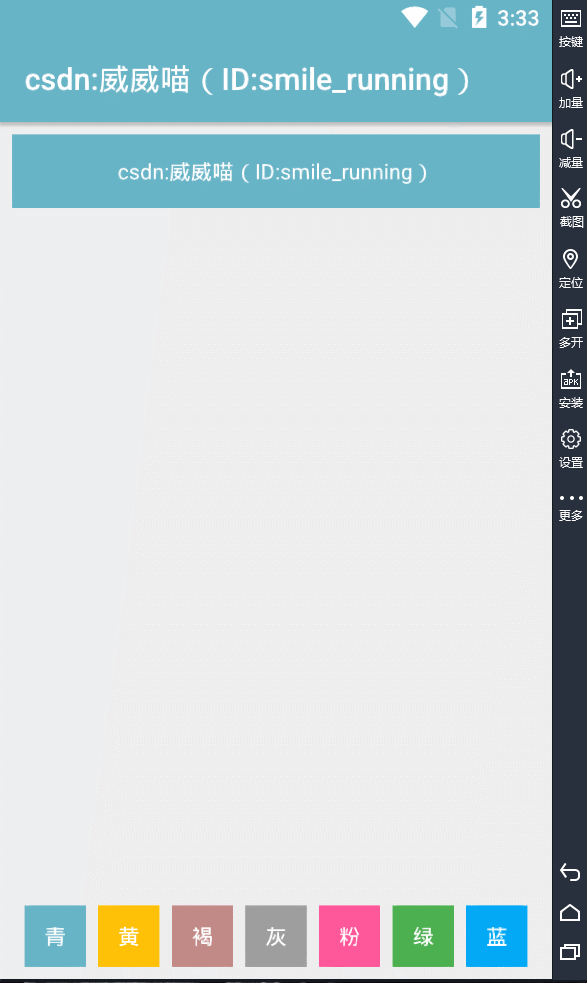 3:33
csdn:威威喵（ID:smile_running）
csdn:威威喵（ID:smile_running）
青 黄 褐 灰 粉 绿 蓝
按键
加量
减量
截图
定位
多开
APK
安装
设置
更多